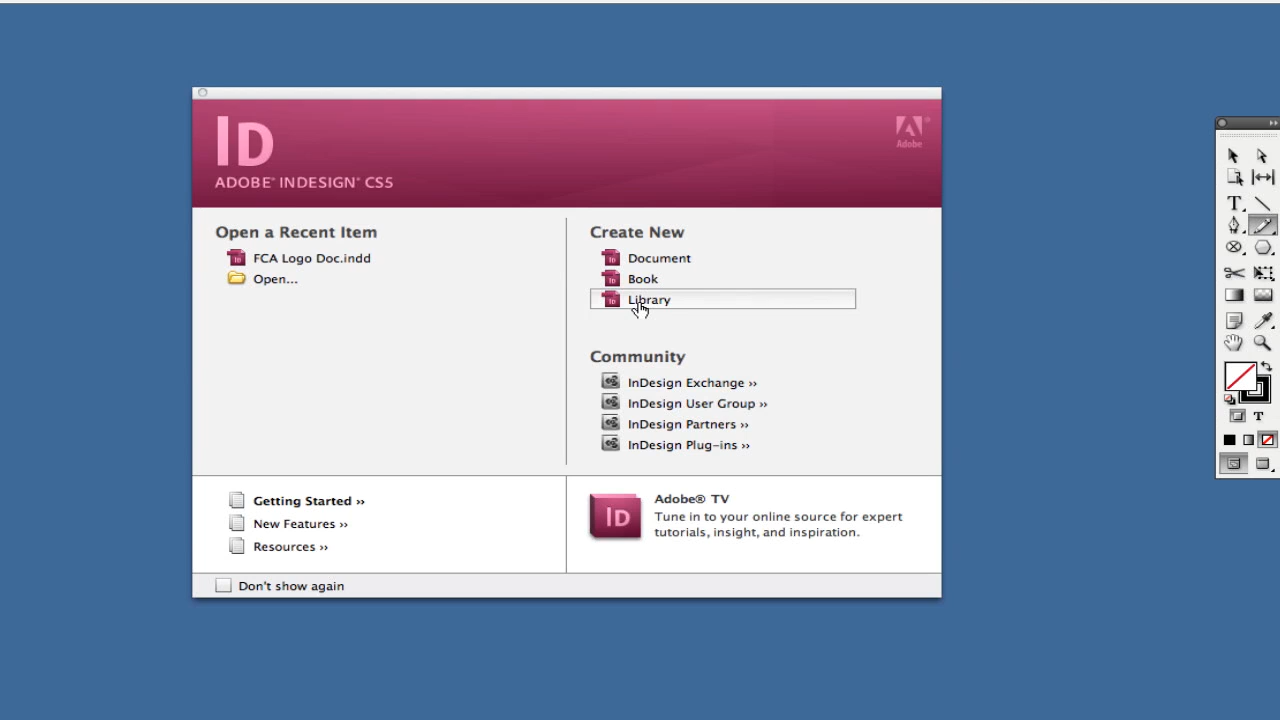 ID
ADOBE® INDESIGN® CS5
Adobe
Open a Recent Item
FCA Logo Doc.indd
Open...
Create New
Document
Book
Library
Community
InDesign Exchange ››
InDesign User Group ››
InDesign Partners ››
InDesign Plug-ins ››
Getting Started ››
New Features ››
Resources ››
ID
Adobe® TV
Tune in to your online source for expert
tutorials, insight, and inspiration.
Don't show again